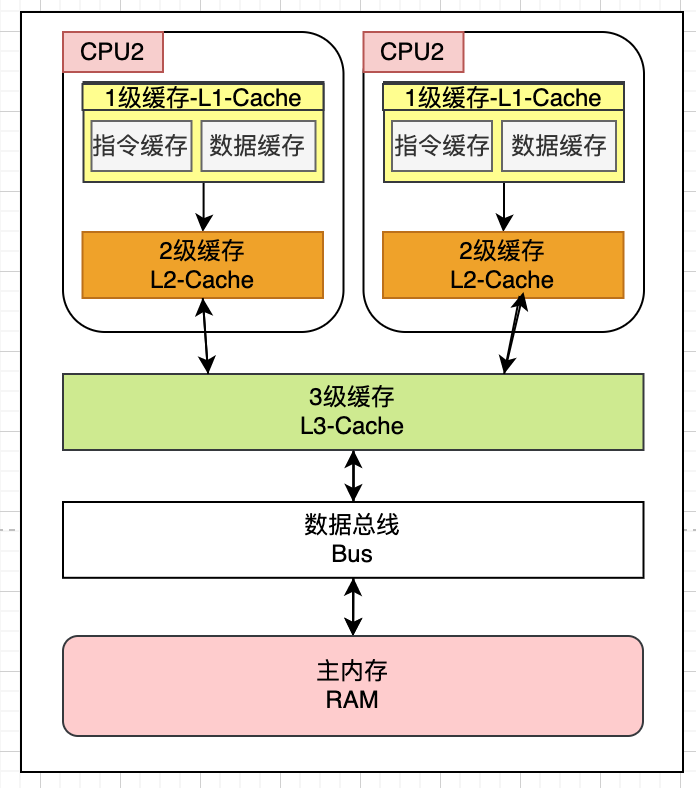 CPU2
CPU2
1级缓存-L1-Cache
1级缓存-L1-Cache
指令缓存
数据缓存
指令缓存
数据缓存
2级缓存
L2-Cache
2级缓存
L2-Cache
3级缓存
L3-Cache
数据总线
Bus
主内存
RAM